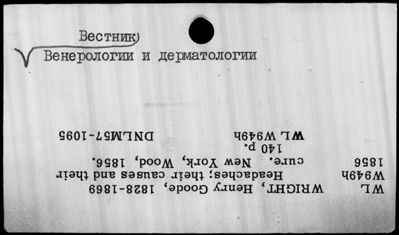 Вестник
Венерологии и дерматологии
WL WRIGHT, Henry Goode, 1828-1869
W949h Headaches; their causes and their
1856 cure. New York, Wood, 1856.
140 p.
WL W949h DNLM57-1095